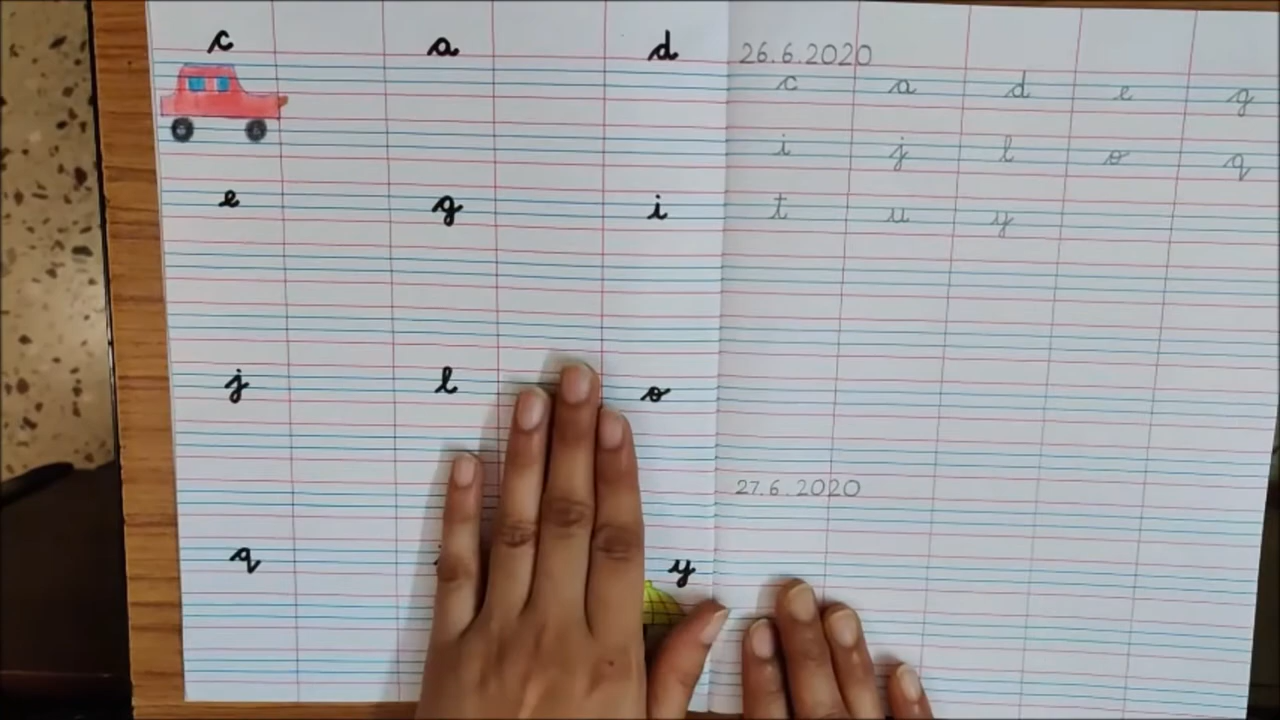 c a d
e g i
j l o
q y
26.6.2020
c a d e g
i j l o q
t u y
27.6.2020